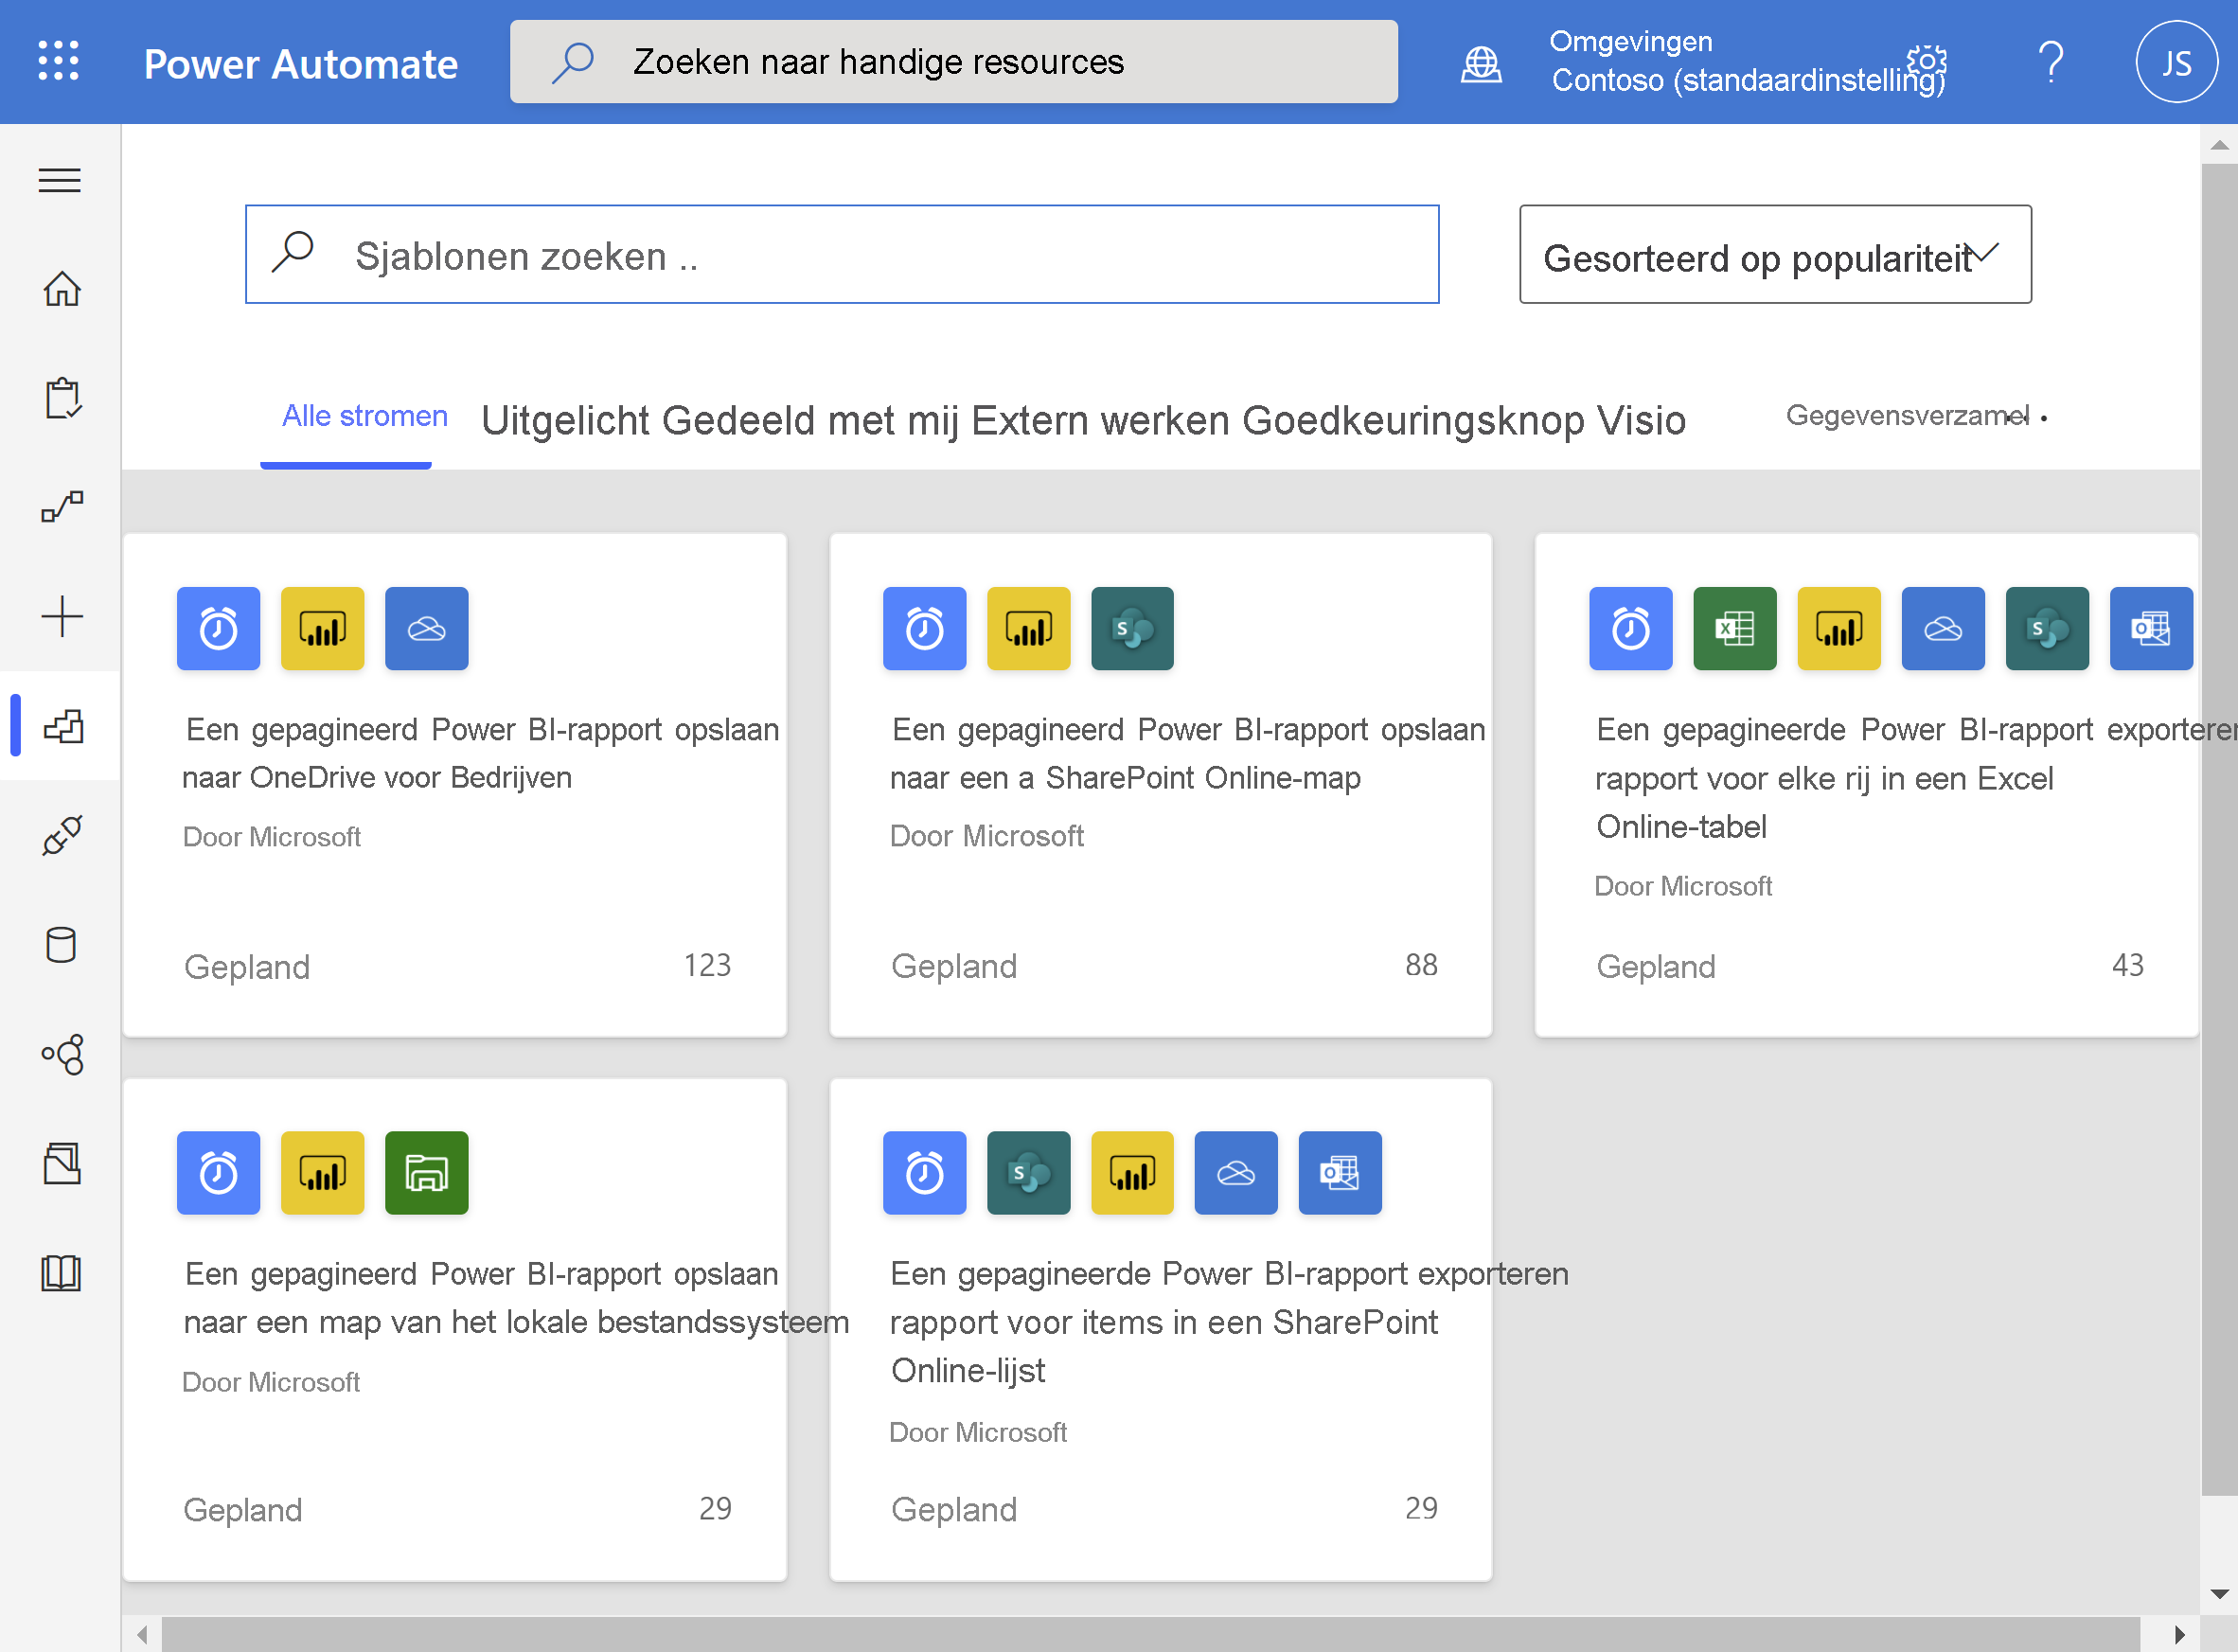 Power Automate
Zoeken naar handige resources
Omgevingen
Contoso (standaardinstelling)
JS
Sjablonen zoeken ..
Gesorteerd op populariteit
Alle stromen
Uitgelicht Gedeeld met mij Extern werken Goedkeuringsknop Visio
Gegevensverzamel
Een gepagineerd Power BI-rapport opslaan
naar OneDrive voor Bedrijven
Door Microsoft
Gepland
123
Een gepagineerd Power BI-rapport opslaan
naar een a SharePoint Online-map
Door Microsoft
Gepland
88
Een gepagineerde Power BI-rapport exporteren
rapport voor elke rij in een Excel
Online-tabel
Door Microsoft
Gepland
43
Een gepagineerd Power BI-rapport opslaan
naar een map van het lokale bestandssysteem
Door Microsoft
Gepland
29
Een gepagineerde Power BI-rapport exporteren
rapport voor items in een SharePoint
Online-lijst
Door Microsoft
Gepland
29